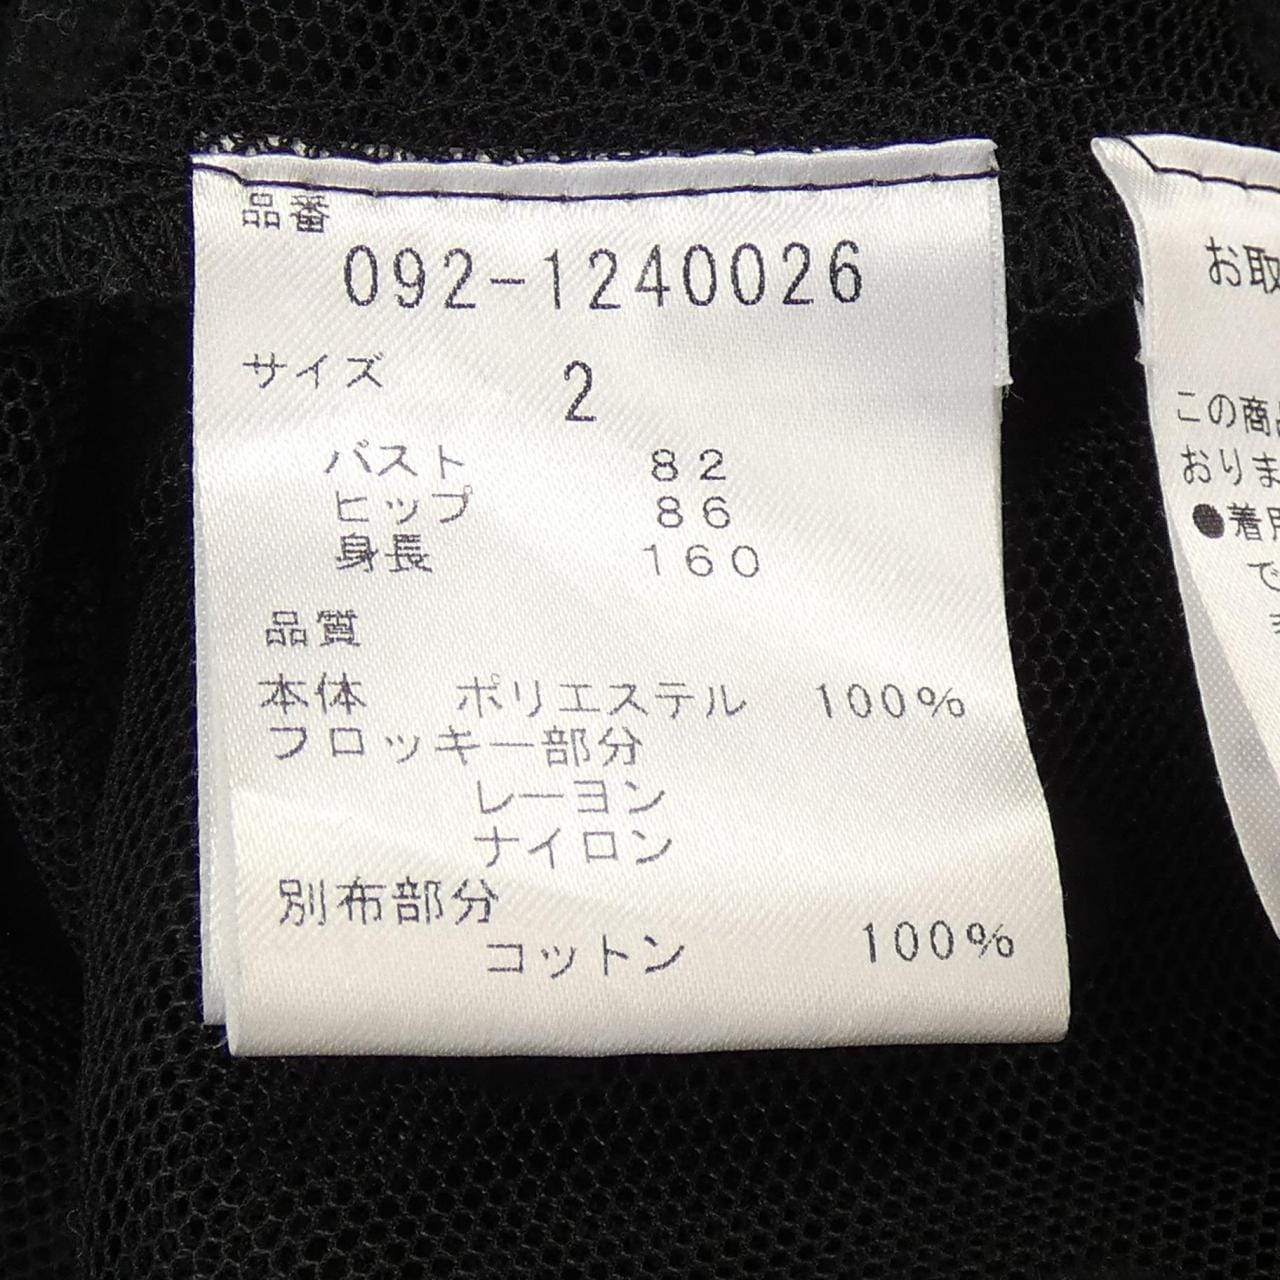 品番
092-1240026
サイズ 2
バスト 82
ヒップ 86
身長 160
品質
本体 ポリエステル 100%
フロッキー部分
レーヨン
ナイロン
別布部分
コットン 100%
お取
この商品
おりま
●着用
で